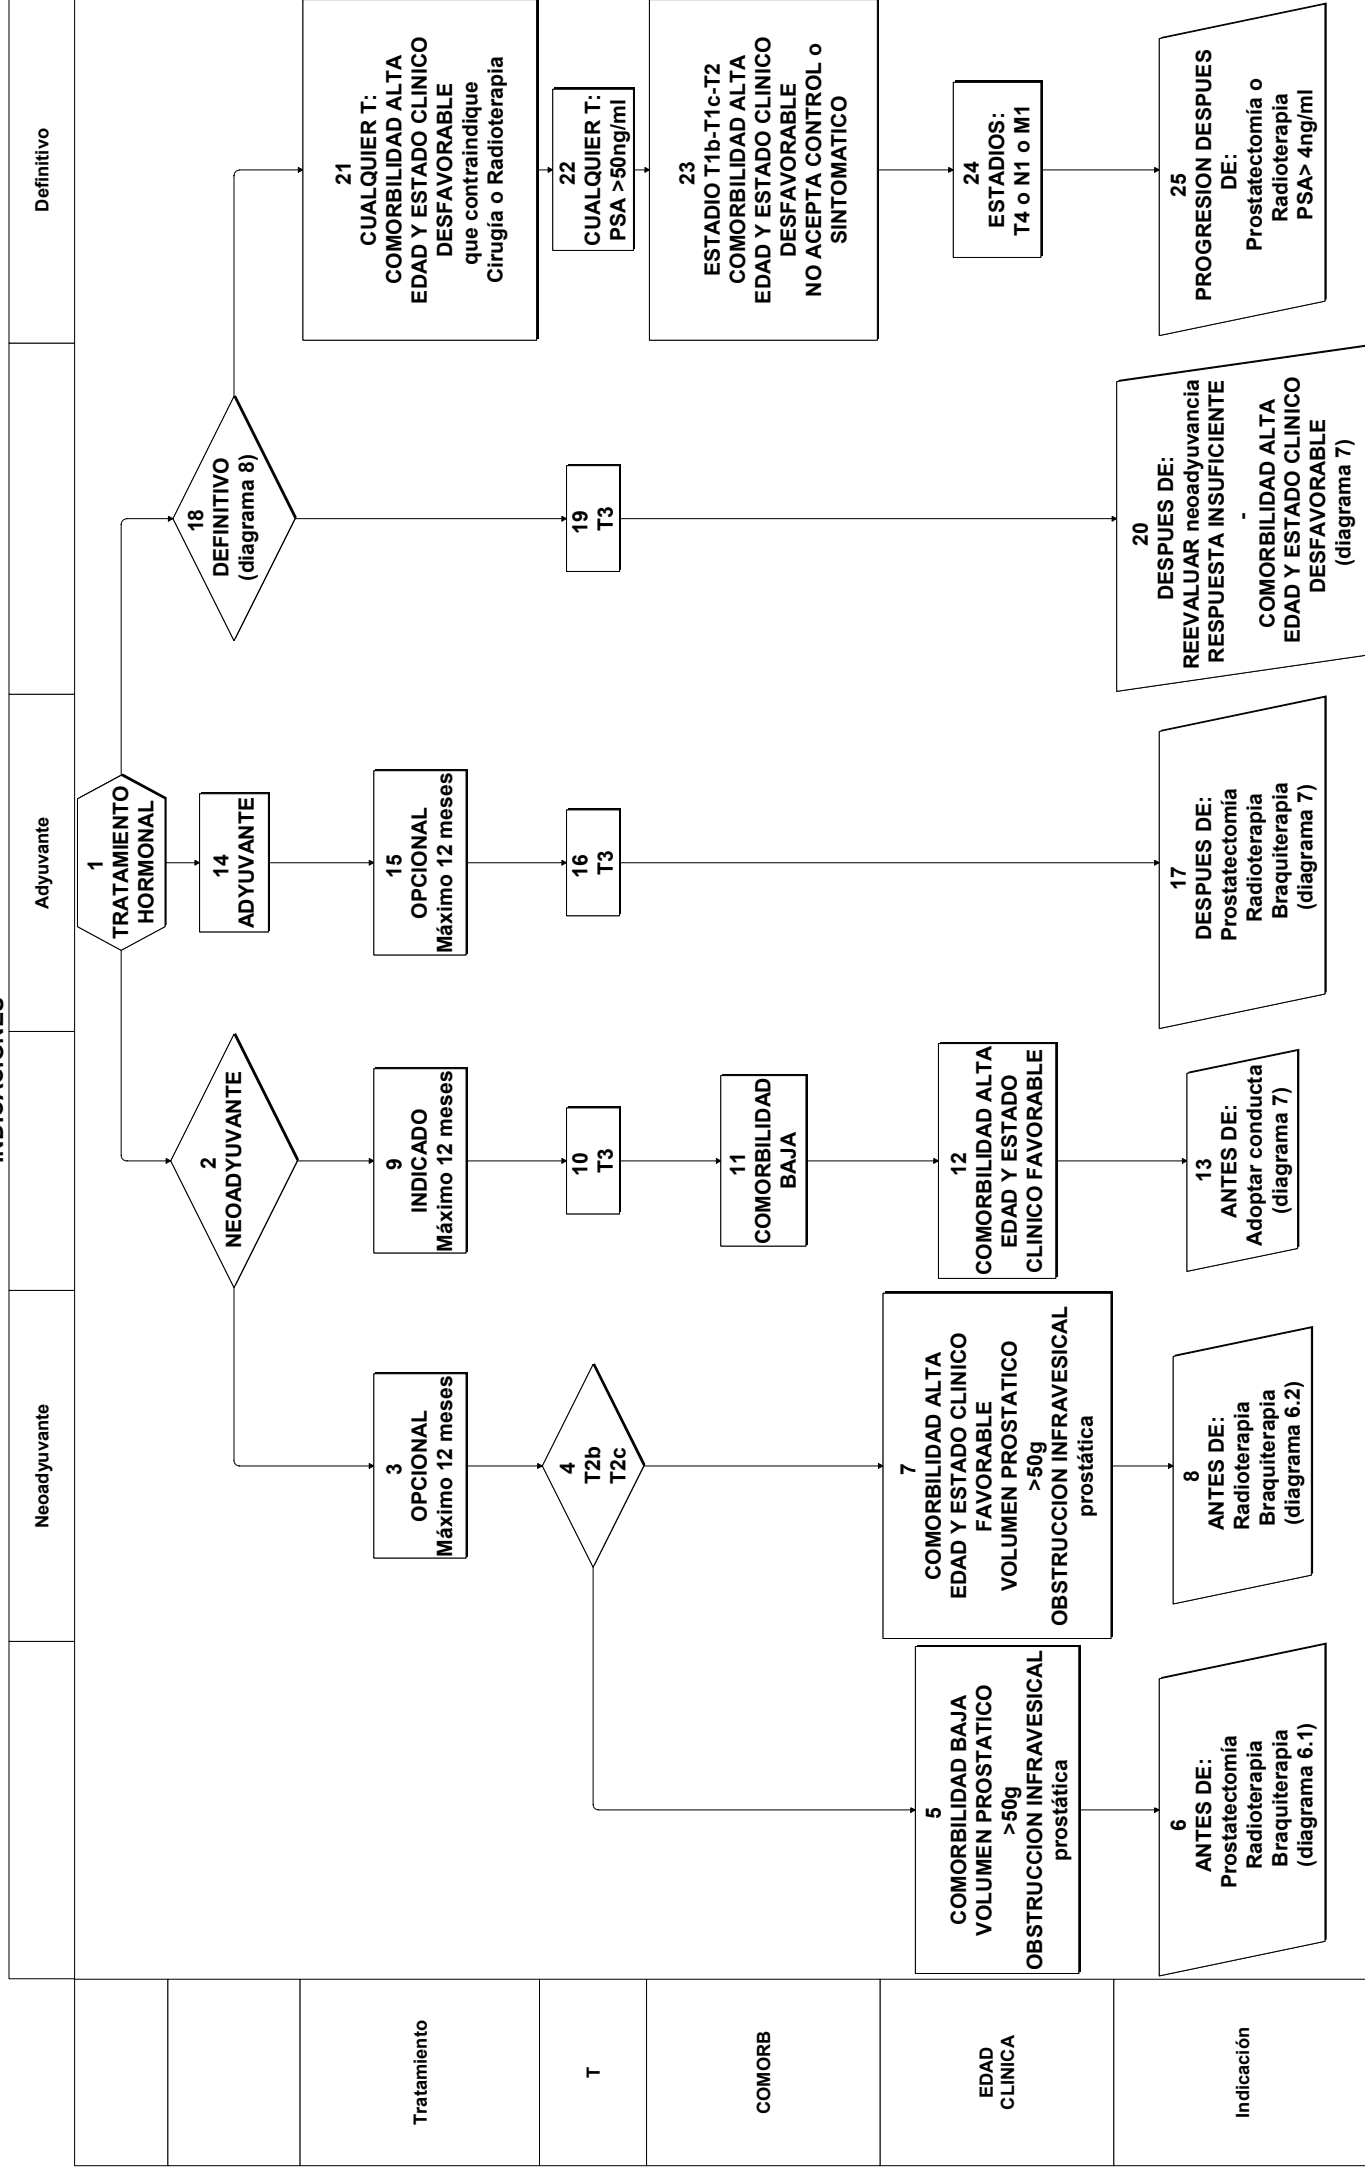 INDICACIONES
Neoadyuvante
Adyuvante
Definitivo
Tratamiento
T
COMORB
EDAD
CLINICA
Indicación
1
TRATAMIENTO
HORMONAL
2
NEOADYUVANTE
3
OPCIONAL
Máximo 12 meses
4
T2b
T2c
5
COMORBILIDAD BAJA
VOLUMEN PROSTATICO
>50g
OBSTRUCCION INFRAVESICAL
prostática
6
ANTES DE:
Prostatectomía
Radioterapia
Braquiterapia
(diagrama 6.1)
7
COMORBILIDAD ALTA
EDAD Y ESTADO CLINICO
FAVORABLE
VOLUMEN PROSTATICO
>50g
OBSTRUCCION INFRAVESICAL
prostática
8
ANTES DE:
Radioterapia
Braquiterapia
(diagrama 6.2)
9
INDICADO
Máximo 12 meses
10
T3
11
COMORBILIDAD
BAJA
12
COMORBILIDAD ALTA
EDAD Y ESTADO
CLINICO FAVORABLE
13
ANTES DE:
Adoptar conducta
(diagrama 7)
14
ADYUVANTE
15
OPCIONAL
Máximo 12 meses
16
T3
17
DESPUES DE:
Prostatectomía
Radioterapia
Braquiterapia
(diagrama 7)
18
DEFINITIVO
(diagrama 8)
19
T3
20
DESPUES DE:
REEVALUAR neoadyuvancia
RESPUESTA INSUFICIENTE
-
COMORBILIDAD ALTA
EDAD Y ESTADO CLINICO
DESFAVORABLE
(diagrama 7)
21
CUALQUIER T:
COMORBILIDAD ALTA
EDAD Y ESTADO CLINICO
DESFAVORABLE
que contraindique
Cirugía o Radioterapia
22
CUALQUIER T:
PSA >50ng/ml
23
ESTADIO T1b-T1c-T2
COMORBILIDAD ALTA
EDAD Y ESTADO CLINICO
DESFAVORABLE
NO ACEPTA CONTROL o
SINTOMATICO
24
ESTADIOS:
T4 o N1 o M1
25
PROGRESION DESPUES
DE:
Prostatectomía o
Radioterapia
PSA> 4ng/ml